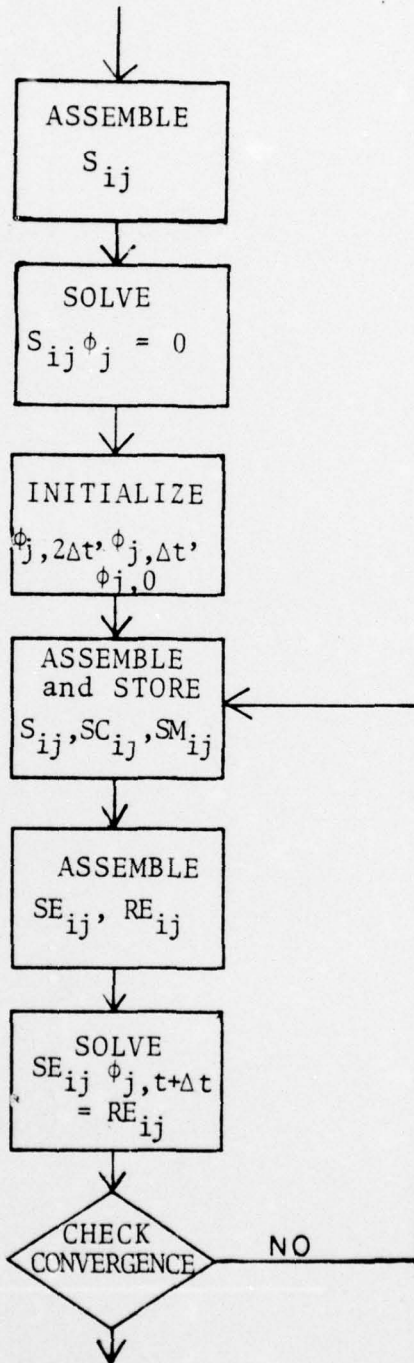 ASSEMBLE
S_ij
SOLVE
S_ij ϕ_j = 0
INITIALIZE
ϕ_j,2Δt, ϕ_j,Δt,
ϕ_j,0
ASSEMBLE
and STORE
S_ij, SC_ij, SM_ij
ASSEMBLE
SE_ij, RE_ij
SOLVE
SE_ij ϕ_j,t+Δt
= RE_ij
CHECK
CONVERGENCE
NO